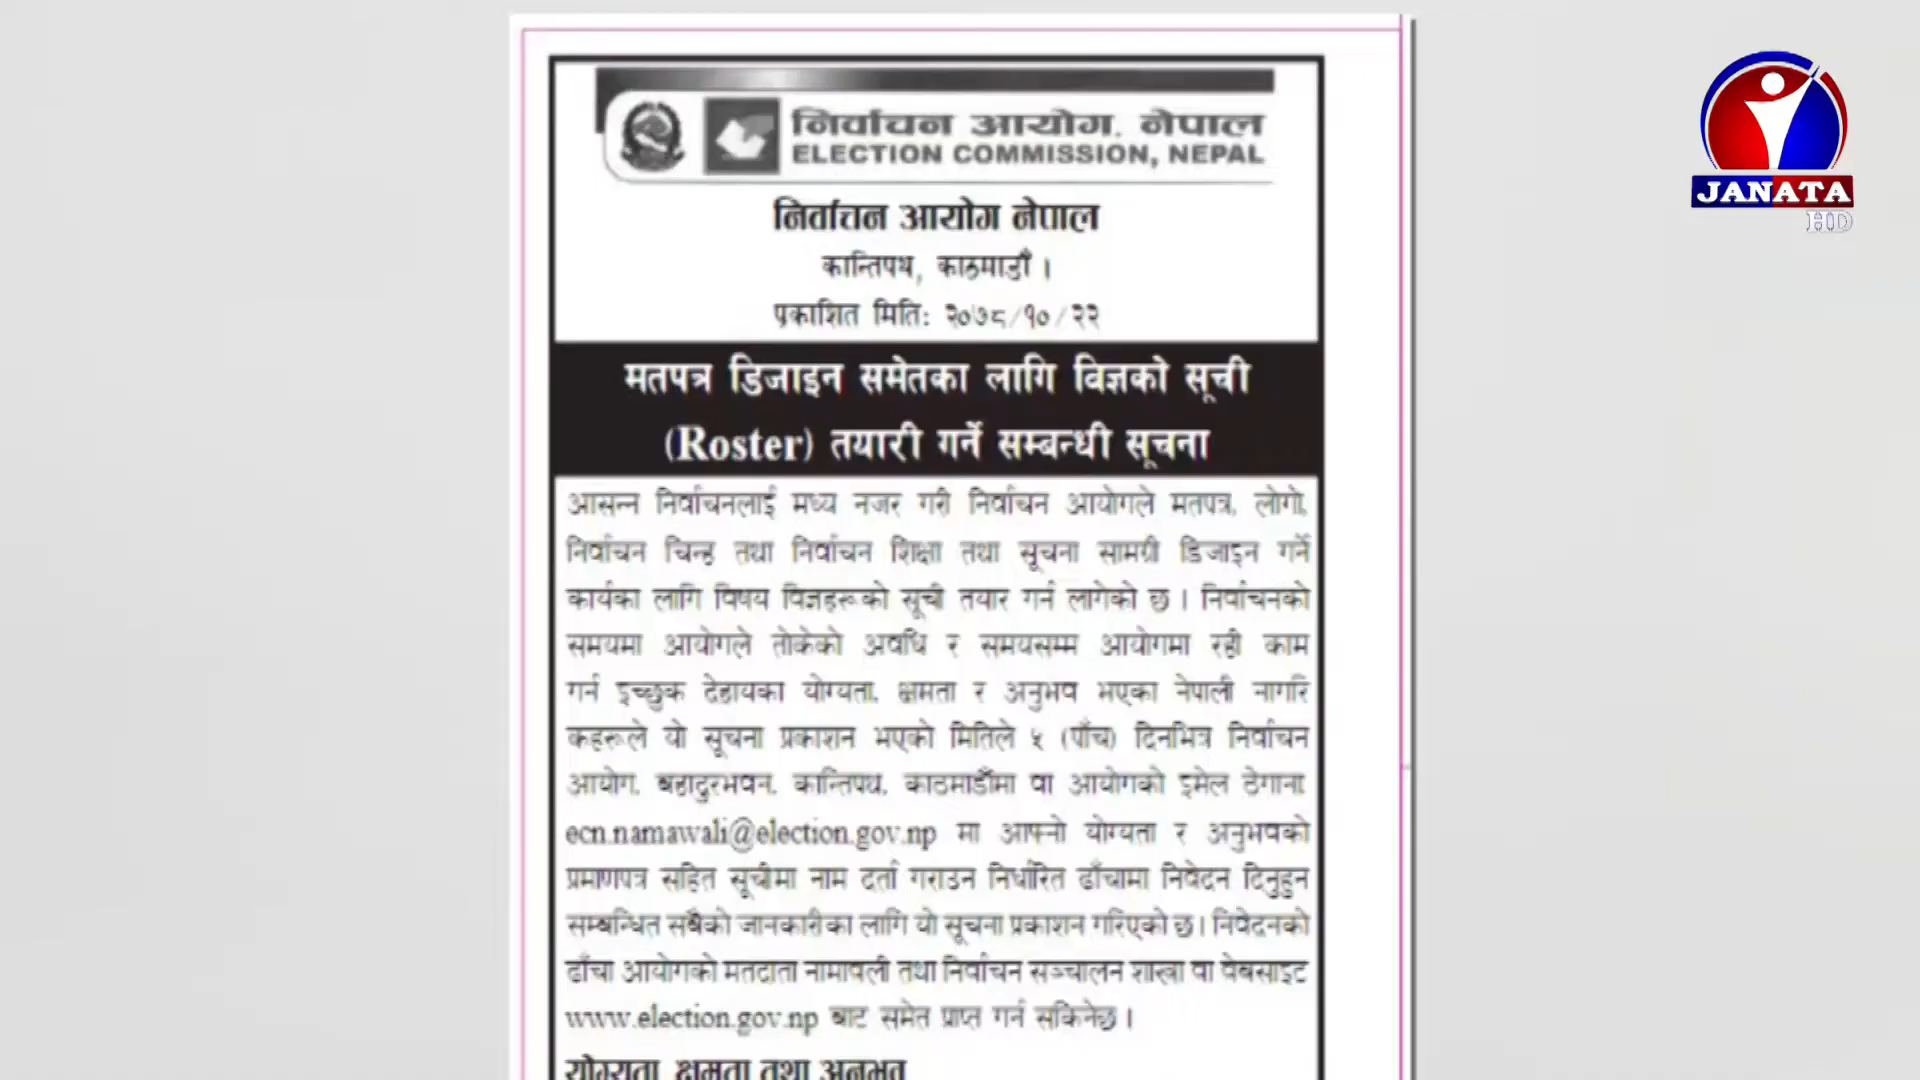 निर्वाचन आयोग, नेपाल
ELECTION COMMISSION, NEPAL
निर्वाचन आयोग नेपाल
कान्तिपथ, काठमाडौँ ।
प्रकाशित मिति: २०७८/१०/२२
मतपत्र डिजाइन समेतका लागि विज्ञको सूची
(Roster) तयारी गर्ने सम्बन्धी सूचना
आसन्न निर्वाचनलाई मध्य नजर गरी निर्वाचन आयोगले मतपत्र, लोगो,
निर्वाचन चिन्ह तथा निर्वाचन शिक्षा तथा सूचना सामग्री डिजाइन गर्ने
कार्यका लागि विषय विज्ञहरूको सूची तयार गर्न लागेको छ । निर्वाचनको
समयमा आयोगले तोकेको अवधि र समयसम्म आयोगमा रही काम
गर्न इच्छुक देहायका योग्यता, क्षमता र अनुभव भएका नेपाली नागरि
कहरूले यो सूचना प्रकाशन भएको मितिले ५ (पाँच) दिनभित्र निर्वाचन
आयोग, बहादुरभवन, कान्तिपथ, काठमाडौँमा वा आयोगको इमेल ठेगाना
ecn.namawali@election.gov.np मा आफ्नो योग्यता र अनुभवको
प्रमाणपत्र सहित सूचीमा नाम दर्ता गराउन निर्धारित ढाँचामा निवेदन दिनुहुन
सम्बन्धित सबैको जानकारीका लागि यो सूचना प्रकाशन गरिएको छ । निवेदनको
ढाँचा आयोगको मतदाता नामावली तथा निर्वाचन सञ्चालन शाखा वा वेबसाइट
www.election.gov.np बाट समेत प्राप्त गर्न सकिनेछ ।
योग्यता, क्षमता तथा अनुभव
JANATA
HD